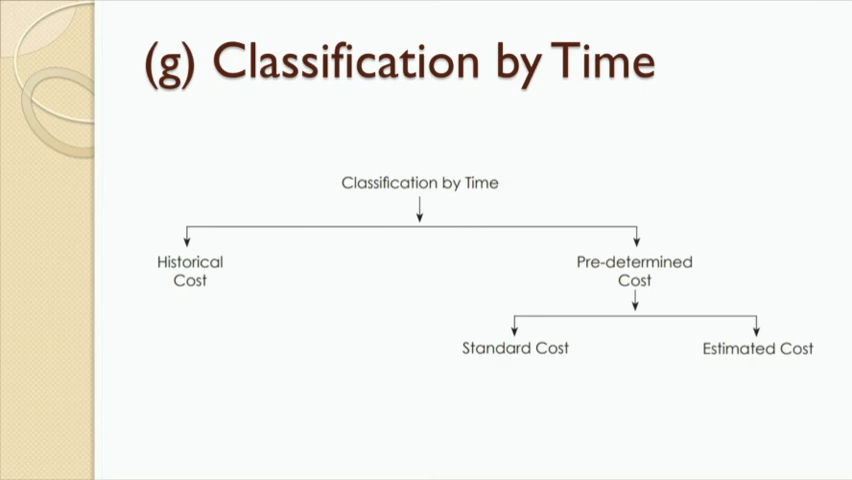 (g) Classification by Time
Classification by Time
Historical
Cost
Pre-determined
Cost
Standard Cost
Estimated Cost